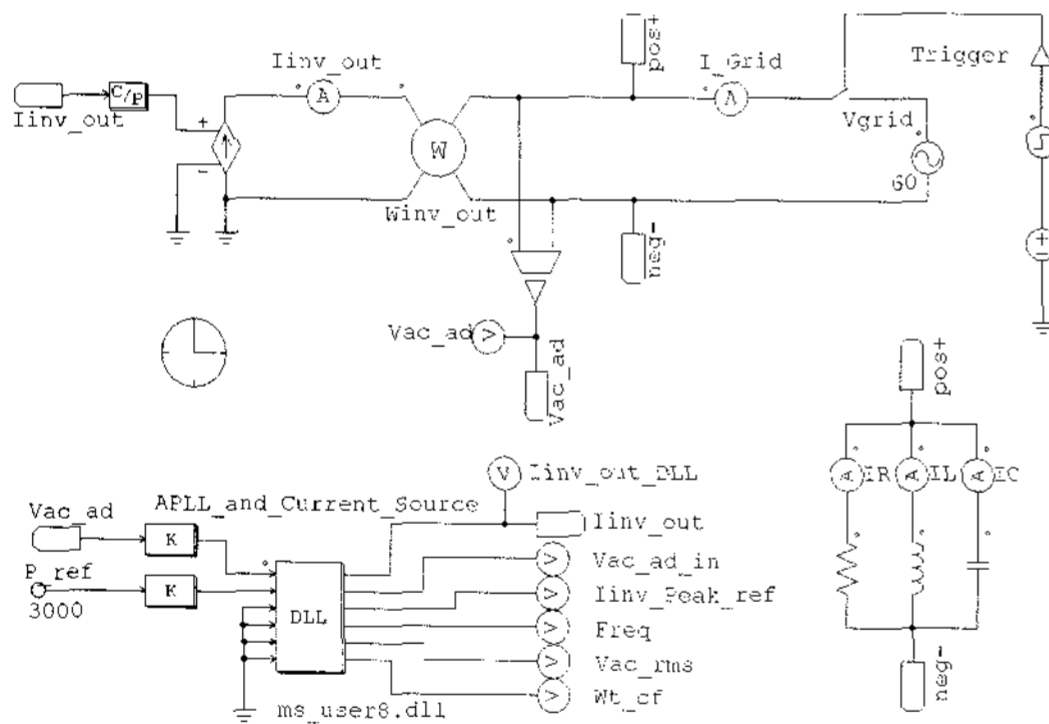 Iinv_out
A
C/P
Iinv_out
+
-
W
Winv_out
pos+
I_Grid
A
Trigger
Vgrid
60
neg-
Vac_ad
V
Vac_ad
pos+
A
IR
A
IL
A
IC
neg-
V
Iinv_out_DLL
APLL_and_Current_Source
Vac_ad
K
Iinv_out
P_ref
K
3000
DLL
V
Vac_ad_in
V
Iinv_Peak_ref
V
Freq
V
Vac_rms
V
Wt_cf
ms_user8.dll